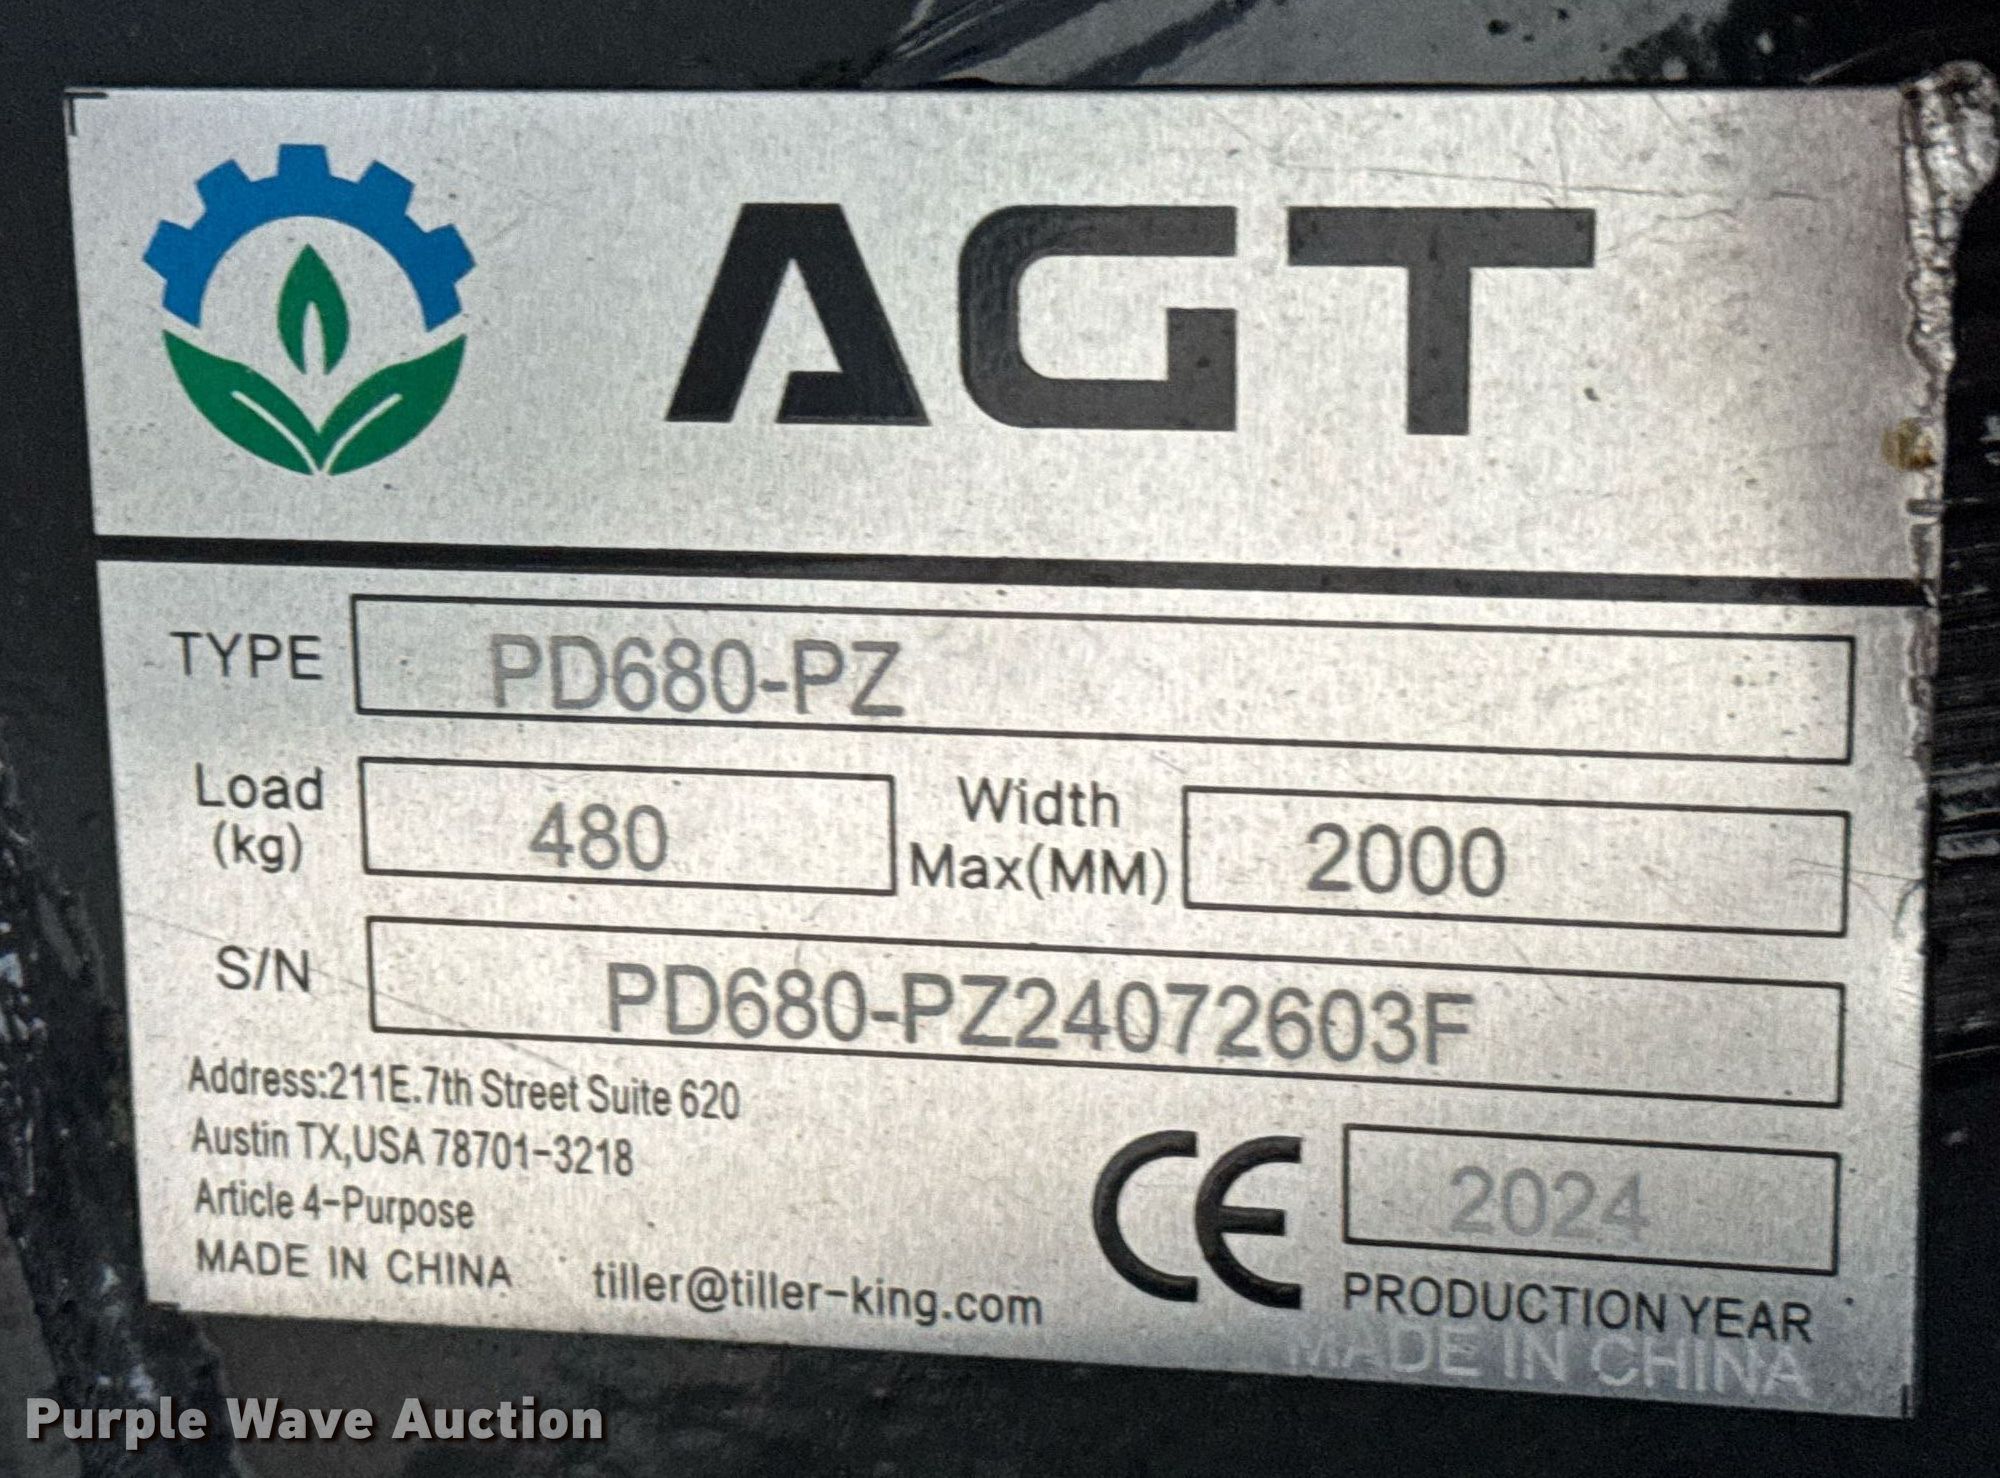 AGT
TYPE PD680-PZ
Load (kg) 480 Width Max(MM) 2000
S/N PD680-PZ24072603F
Address:211E.7th Street Suite 620
Austin TX,USA 78701-3218
Article 4-Purpose
MADE IN CHINA tiller@tiller-king.com
CE 2024
PRODUCTION YEAR
MADE IN CHINA
Purple Wave Auction